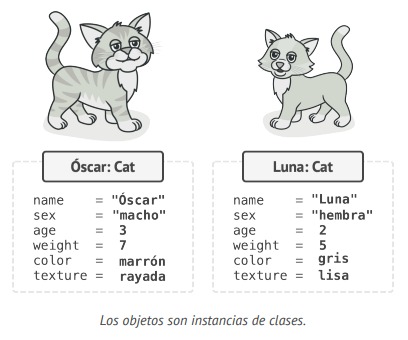 Óscar: Cat
name = "Óscar"
sex = "macho"
age = 3
weight = 7
color = marrón
texture = rayada
Luna: Cat
name = "Luna"
sex = "hembra"
age = 2
weight = 5
color = gris
texture = lisa
Los objetos son instancias de clases.